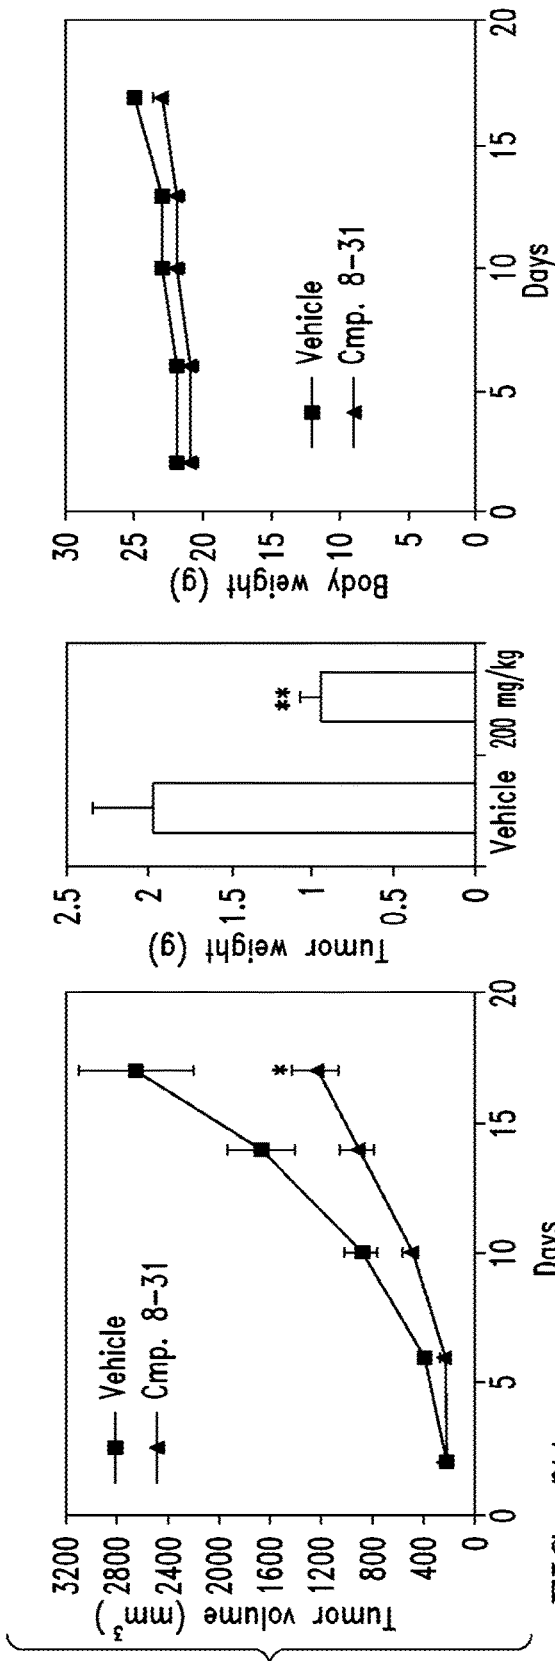 Tumor volume (mm³)
3200
2800
2400
2000
1600
1200
800
400
0
Vehicle
Cmp. 8-31
*
0 5 10 15 20
Days
Tumor weight (g)
2.5
2
1.5
1
0.5
0
**
Vehicle 200 mg/kg
Body weight (g)
30
25
20
15
10
5
0
Vehicle
Cmp. 8-31
0 5 10 15 20
Days